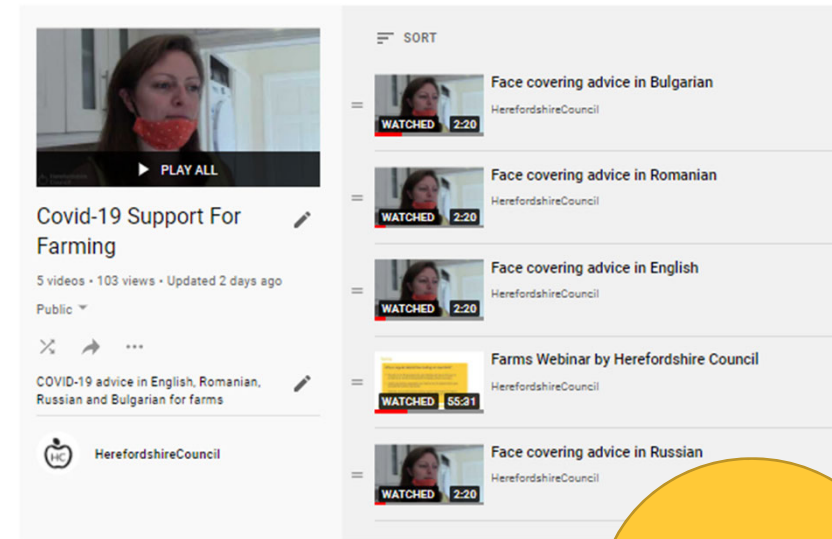 PLAY ALL
Covid-19 Support For
Farming
5 videos • 103 views • Updated 2 days ago
Public
COVID-19 advice in English, Romanian,
Russian and Bulgarian for farms
HC
HerefordshireCouncil
SORT
Face covering advice in Bulgarian
HerefordshireCouncil
WATCHED 2:20
Face covering advice in Romanian
HerefordshireCouncil
WATCHED 2:20
Face covering advice in English
HerefordshireCouncil
WATCHED 2:20
Farms Webinar by Herefordshire Council
HerefordshireCouncil
WATCHED 55:31
Face covering advice in Russian
HerefordshireCouncil
WATCHED 2:20